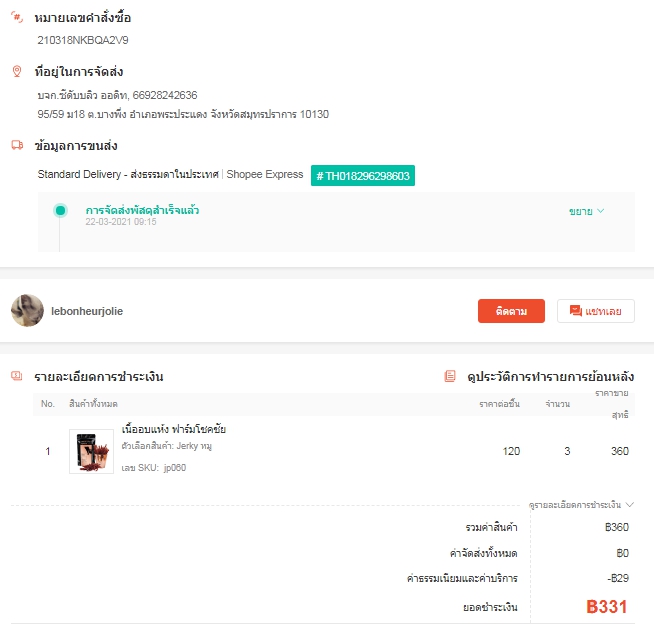 หมายเลขคำสั่งซื้อ
210318NKBQA2V9
ที่อยู่ในการจัดส่ง
บจก.ซีดับบลิว ออดิท, 66928242636
95/59 ม18 ต.บางพึ่ง อำเภอพระประแดง จังหวัดสมุทรปราการ 10130
ข้อมูลการขนส่ง
Standard Delivery - ส่งธรรมดาในประเทศ | Shopee Express #TH018296298603
การจัดส่งพัสดุสำเร็จแล้ว ขยาย
22-03-2021 09:15
lebonheurjolie ติดตาม แชทเลย
รายละเอียดการชำระเงิน ดูประวัติการทำรายการย้อนหลัง
No. สินค้าทั้งหมด ราคาต่อชิ้น จำนวน ราคาขายสุทธิ
เนื้ออบแห้ง ฟาร์มโชคชัย
ตัวเลือกสินค้า: Jerky หมู
1 120 3 360
เลข SKU: jp060
ดูรายละเอียดการชำระเงิน
รวมค่าสินค้า ฿360
ค่าจัดส่งทั้งหมด ฿0
ค่าธรรมเนียมและค่าบริการ -฿29
ยอดชำระเงิน ฿331